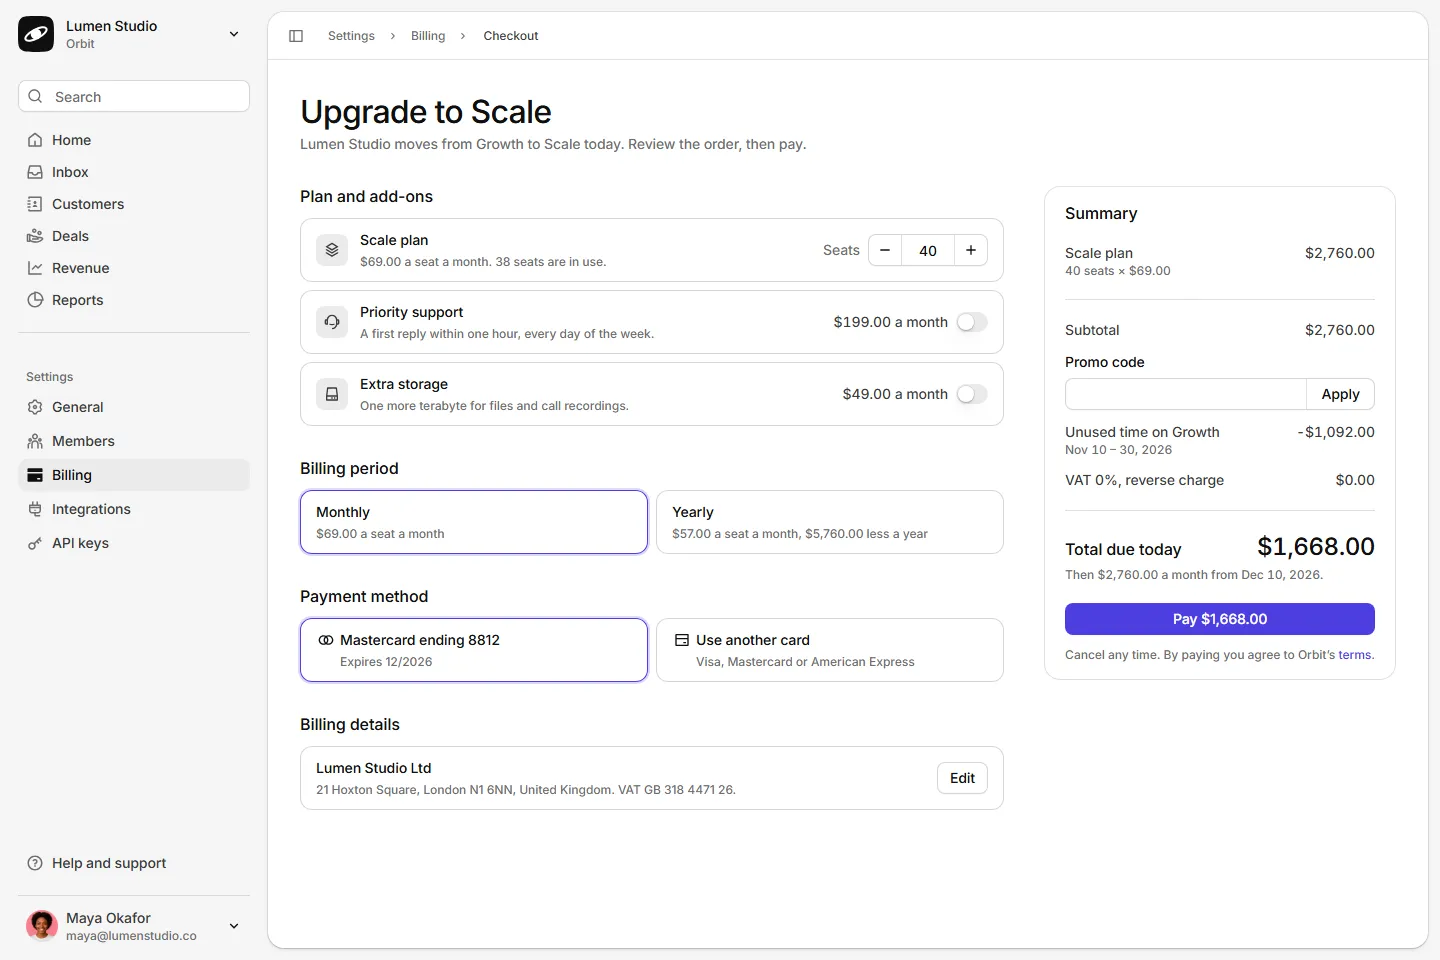 Lumen Studio
Orbit
Search
Home
Inbox
Customers
Deals
Revenue
Reports
Settings
General
Members
Billing
Integrations
API keys
Help and support
Maya Okafor
maya@lumenstudio.co
Settings > Billing > Checkout
Upgrade to Scale
Lumen Studio moves from Growth to Scale today. Review the order, then pay.
Plan and add-ons
Scale plan
$69.00 a seat a month. 38 seats are in use.
Seats − 40 +
Priority support
A first reply within one hour, every day of the week.
$199.00 a month
Extra storage
One more terabyte for files and call recordings.
$49.00 a month
Billing period
Monthly
$69.00 a seat a month
Yearly
$57.00 a seat a month, $5,760.00 less a year
Payment method
Mastercard ending 8812
Expires 12/2026
Use another card
Visa, Mastercard or American Express
Billing details
Lumen Studio Ltd
21 Hoxton Square, London N1 6NN, United Kingdom. VAT GB 318 4471 26.
Edit
Summary
Scale plan $2,760.00
40 seats × $69.00
Subtotal $2,760.00
Promo code
Apply
Unused time on Growth -$1,092.00
Nov 10 – 30, 2026
VAT 0%, reverse charge $0.00
Total due today $1,668.00
Then $2,760.00 a month from Dec 10, 2026.
Pay $1,668.00
Cancel any time. By paying you agree to Orbit’s terms.